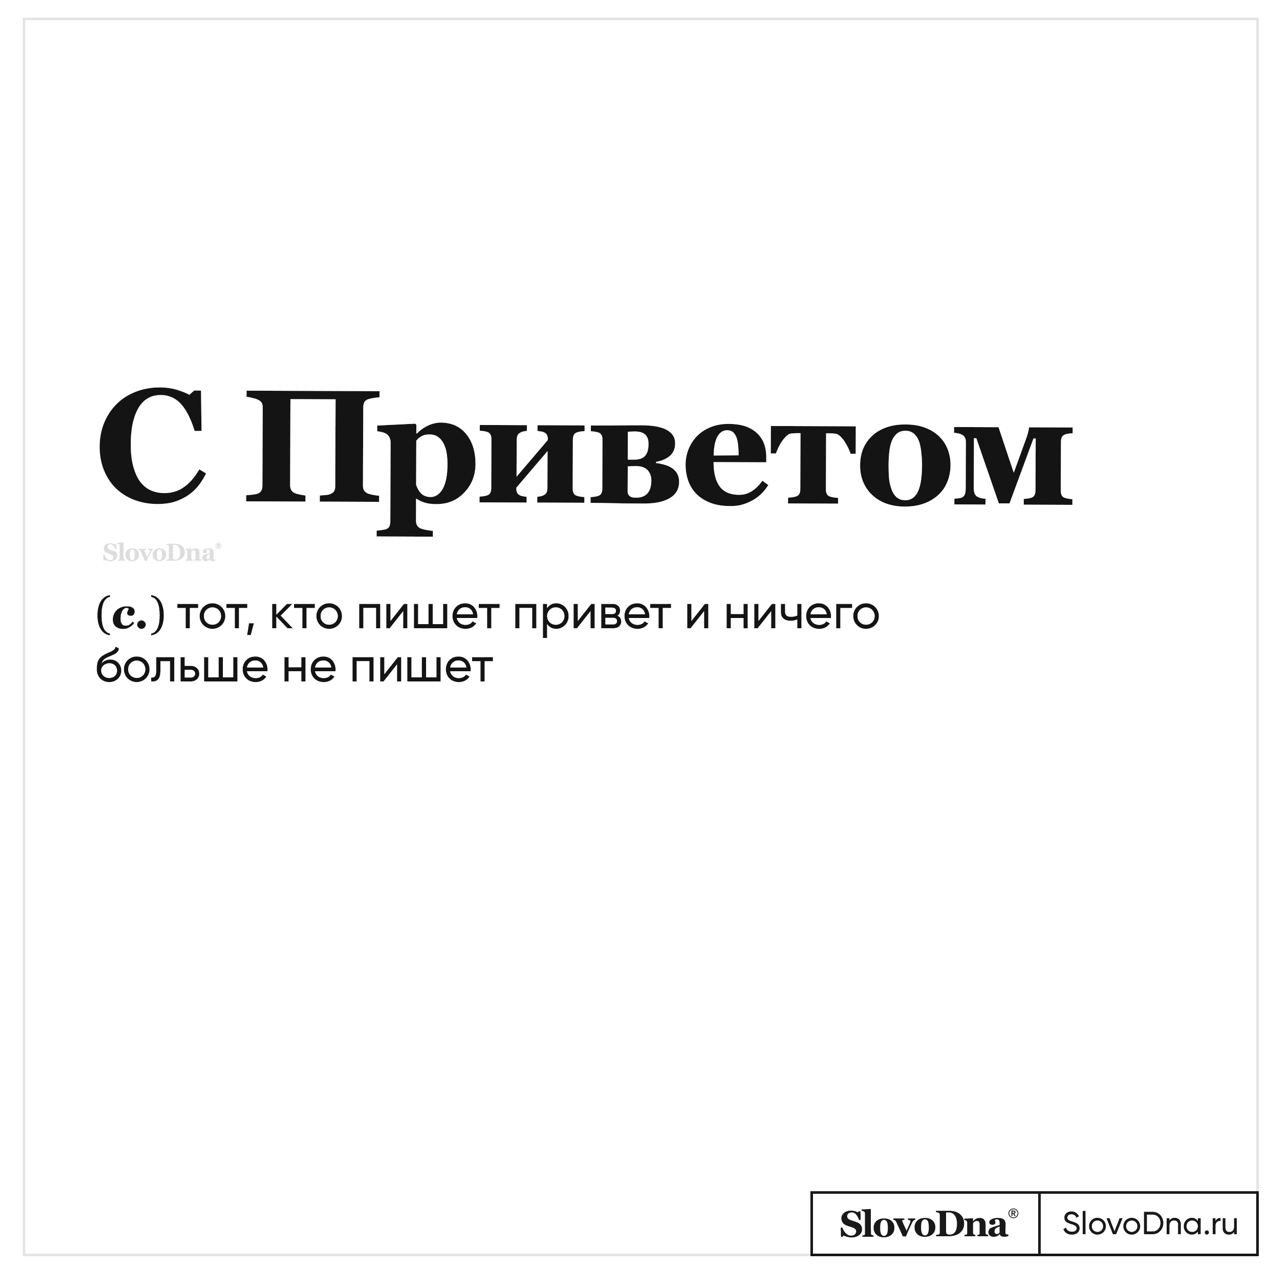 С Приветом
SlovoDna®
(с.) тот, кто пишет привет и ничего
больше не пишет
SlovoDna® SlovoDna.ru